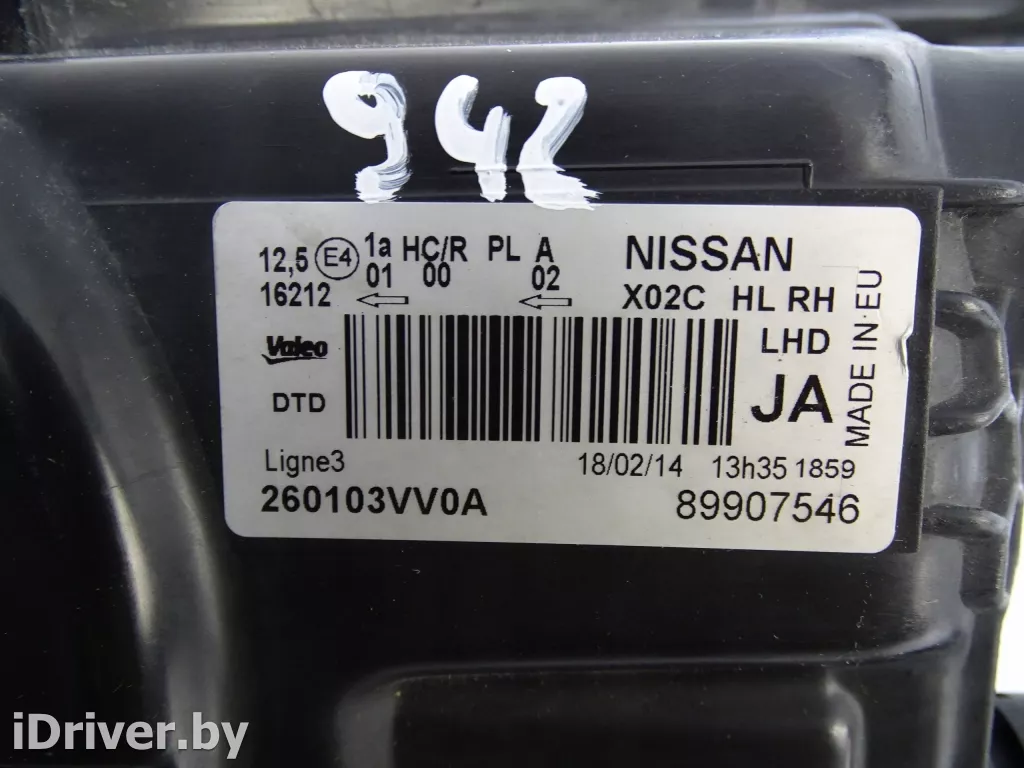 942
12,5 E4 1a HC/R PL A NISSAN
16212 01 00 02 X02C HL RH
Valeo LHD
DTD JA
MADE IN EU
Ligne3 18/02/14 13h35 1859
260103VV0A 89907546
iDriver.by